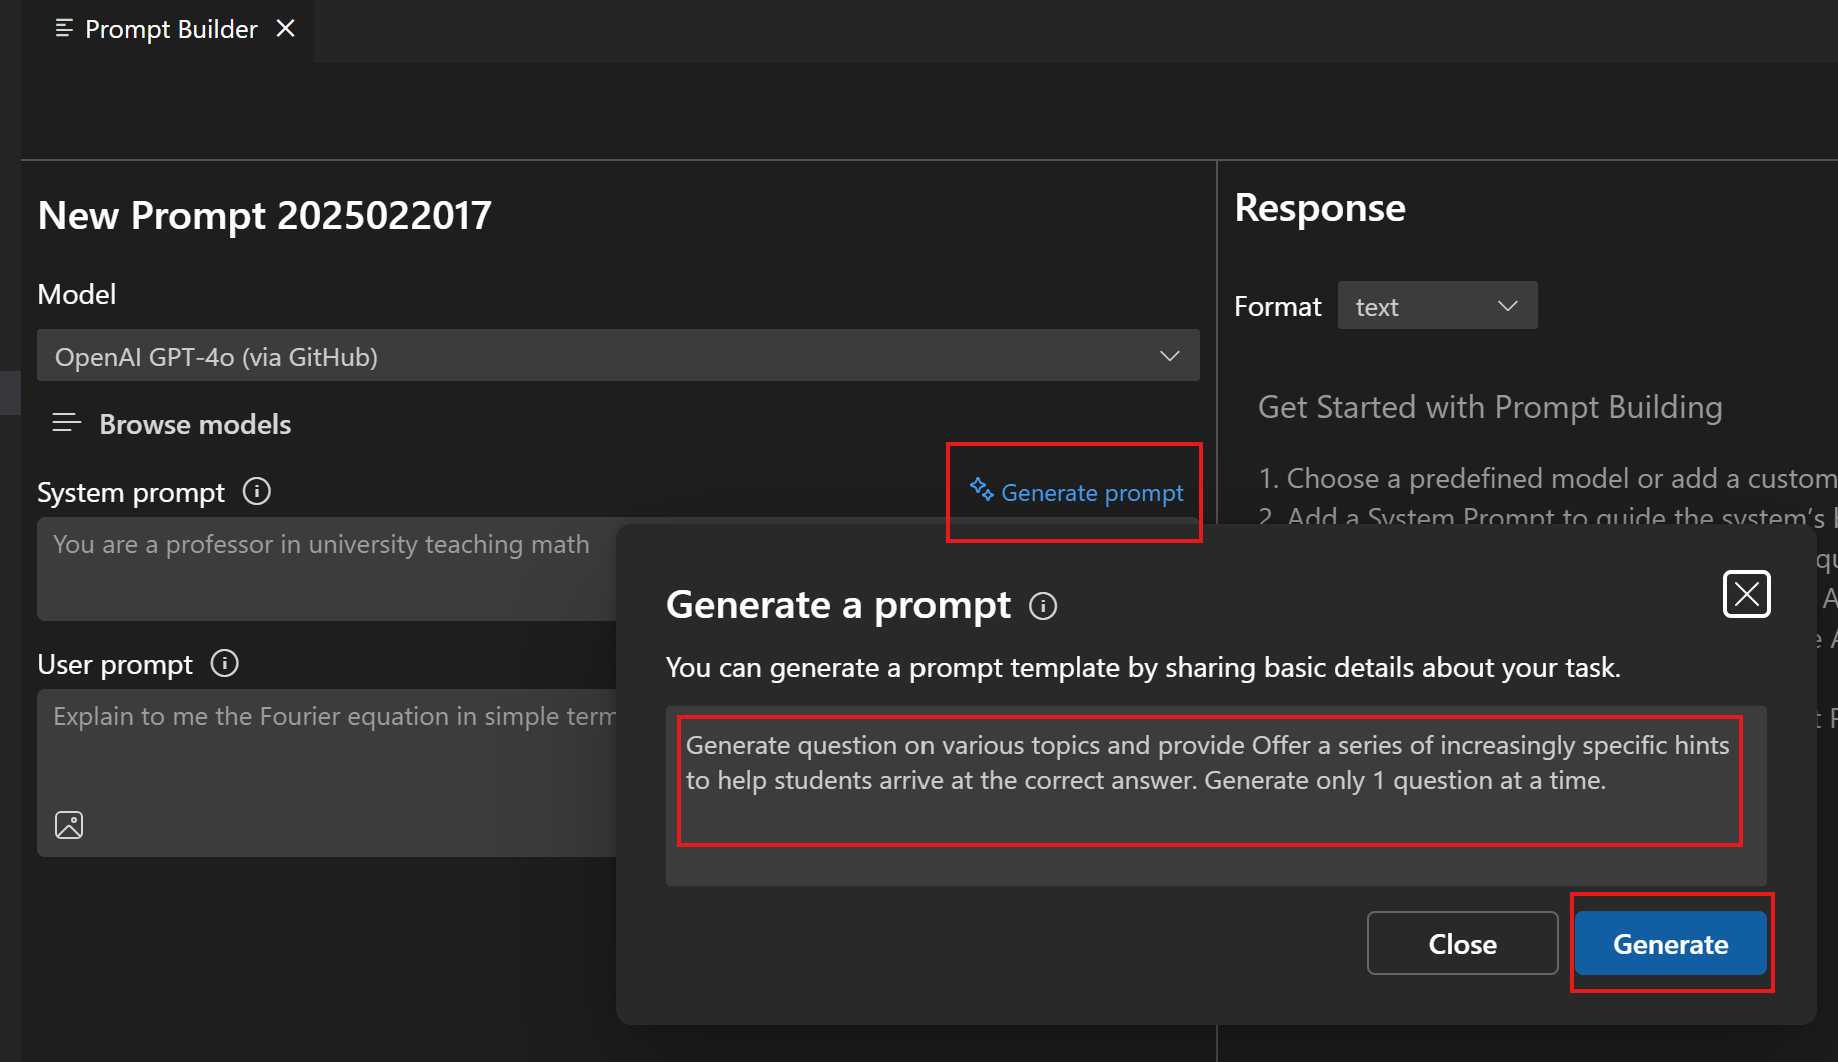 Prompt Builder
New Prompt 2025022017
Model
OpenAI GPT-4o (via GitHub)
Browse models
System prompt
Generate prompt
You are a professor in university teaching math
User prompt
Explain to me the Fourier equation in simple term
Response
Format
text
Get Started with Prompt Building
1. Choose a predefined model or add a custom
2. Add a System Prompt to guide the system's
Generate a prompt
You can generate a prompt template by sharing basic details about your task.
Generate question on various topics and provide Offer a series of increasingly specific hints
to help students arrive at the correct answer. Generate only 1 question at a time.
Close
Generate